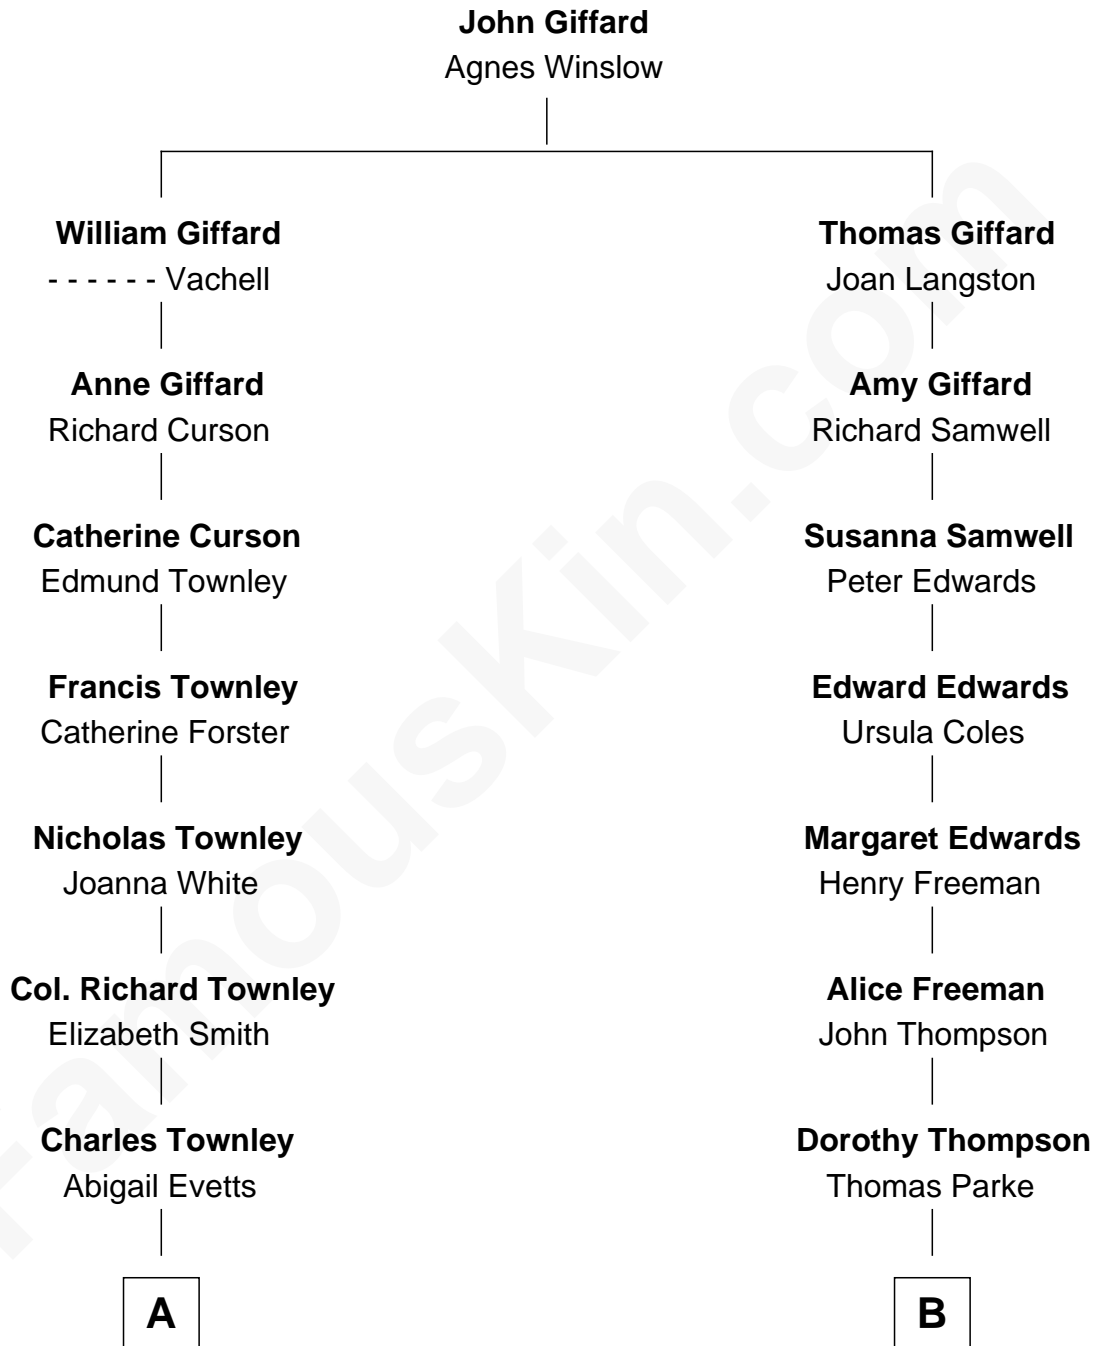 John Giffard
Agnes Winslow
William Giffard
- - - - - - Vachell
Thomas Giffard
Joan Langston
Anne Giffard
Richard Curson
Amy Giffard
Richard Samwell
Catherine Curson
Edmund Townley
Susanna Samwell
Peter Edwards
Francis Townley
Catherine Forster
Edward Edwards
Ursula Coles
Nicholas Townley
Joanna White
Margaret Edwards
Henry Freeman
Col. Richard Townley
Elizabeth Smith
Alice Freeman
John Thompson
Charles Townley
Abigail Evetts
Dorothy Thompson
Thomas Parke
A
B
FamousKin.com